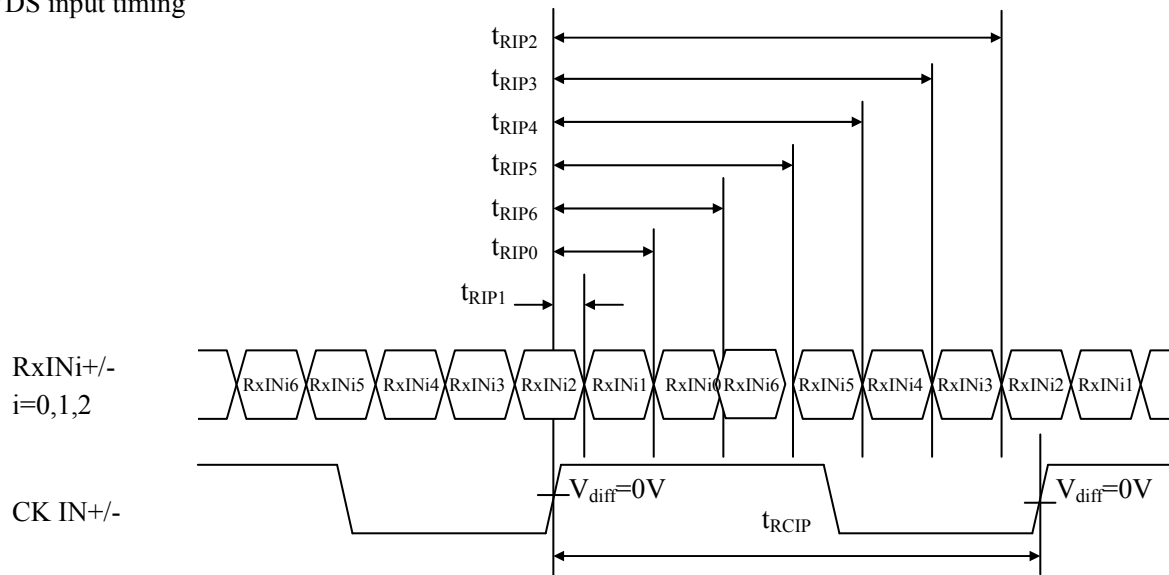 DS input timing
tRIP2
tRIP3
tRIP4
tRIP5
tRIP6
tRIP0
tRIP1
RxINi+/-
i=0,1,2
RxINi6 RxINi5 RxINi4 RxINi3 RxINi2 RxINi1 RxINi RxINi6 RxINi5 RxINi4 RxINi3 RxINi2 RxINi1
CK IN+/-
Vdiff=0V
Vdiff=0V
tRCIP